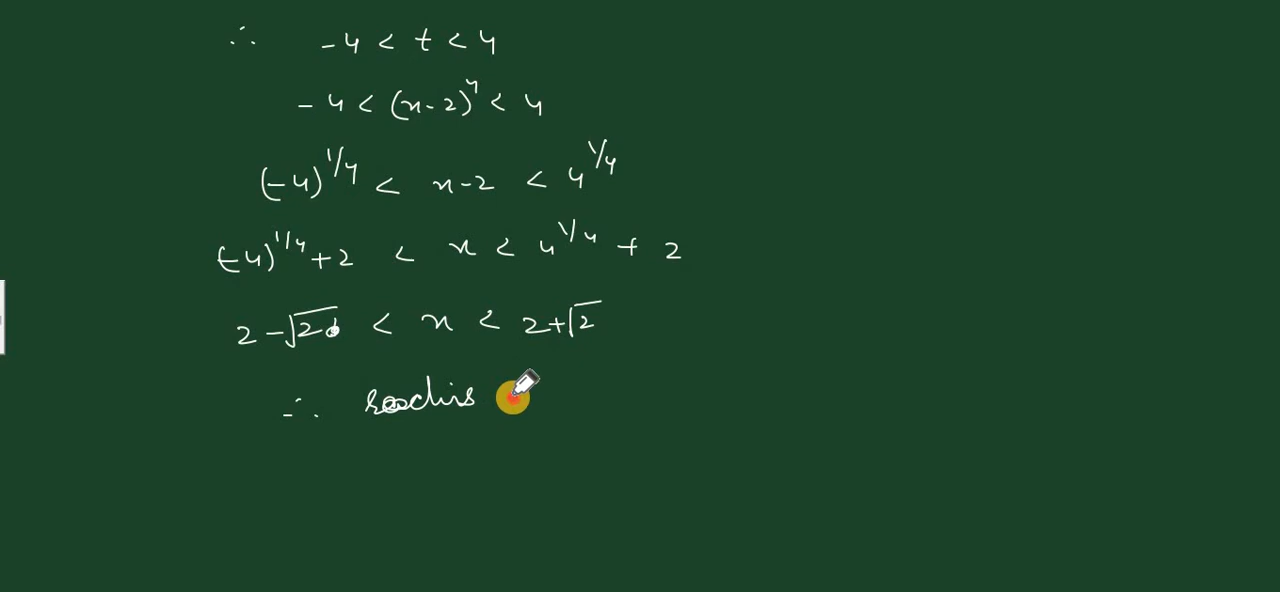 ∴ -4 < t < 4
-4 < (x-2)^4 < 4
(-4)^1/4 < x-2 < 4^1/4
(-4)^1/4 + 2 < x < 4^1/4 + 2
2-√2 < x < 2+√2
∴